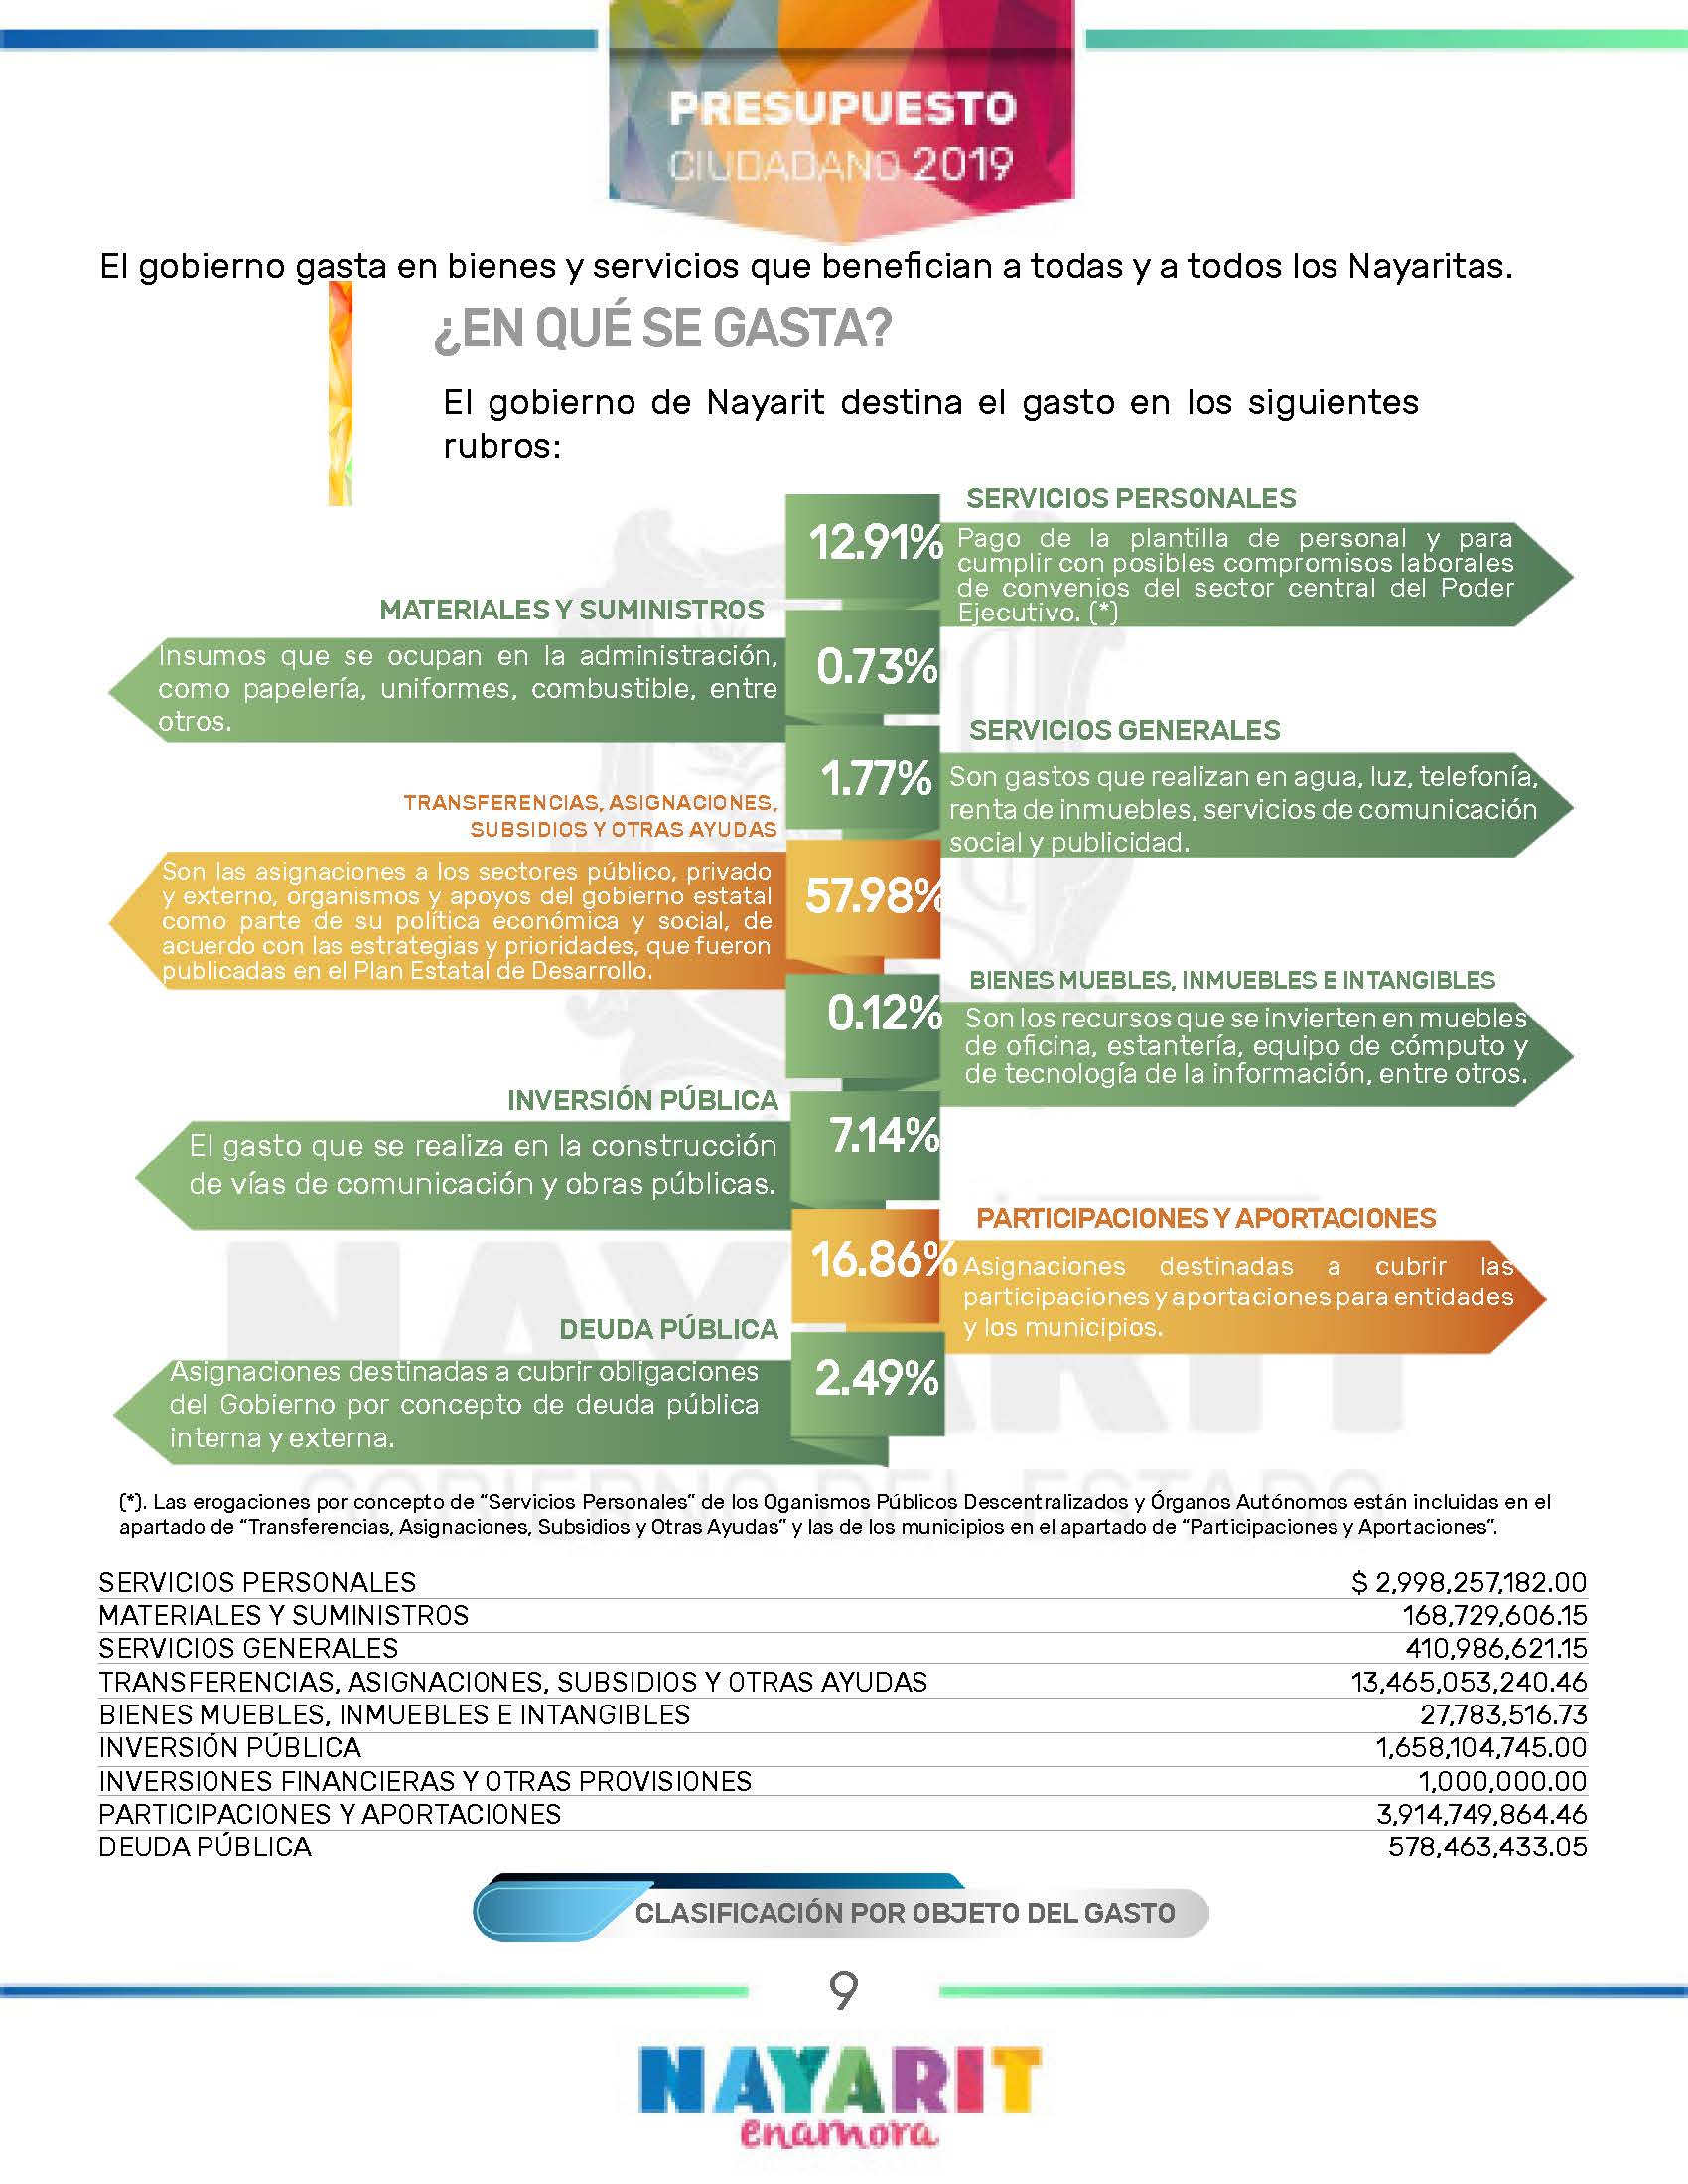 PRESUPUESTO
CIUDADANO 2019
El gobierno gasta en bienes y servicios que benefician a todas y a todos los Nayaritas.
¿EN QUÉ SE GASTA?
El gobierno de Nayarit destina el gasto en los siguientes
rubros:
SERVICIOS PERSONALES
12.91%
Pago de la plantilla de personal y para
cumplir con posibles compromisos laborales
de convenios del sector central del Poder
Ejecutivo. (*)
MATERIALES Y SUMINISTROS
Insumos que se ocupan en la administración,
como papelería, uniformes, combustible, entre
otros.
0.73%
SERVICIOS GENERALES
1.77%
Son gastos que realizan en agua, luz, telefonía,
renta de inmuebles, servicios de comunicación
social y publicidad.
TRANSFERENCIAS, ASIGNACIONES,
SUBSIDIOS Y OTRAS AYUDAS
Son las asignaciones a los sectores público, privado
y externo, organismos y apoyos del gobierno estatal
como parte de su política económica y social, de
acuerdo con las estrategias y prioridades, que fueron
publicadas en el Plan Estatal de Desarrollo.
57.98%
BIENES MUEBLES, INMUEBLES E INTANGIBLES
0.12%
Son los recursos que se invierten en muebles
de oficina, estantería, equipo de cómputo y
de tecnología de la información, entre otros.
INVERSIÓN PÚBLICA
El gasto que se realiza en la construcción
de vías de comunicación y obras públicas.
7.14%
PARTICIPACIONES Y APORTACIONES
16.86%
Asignaciones destinadas a cubrir las
participaciones y aportaciones para entidades
y los municipios.
DEUDA PÚBLICA
Asignaciones destinadas a cubrir obligaciones
del Gobierno por concepto de deuda pública
interna y externa.
2.49%
NAYARIT
GOBIERNO DEL ESTADO
(*). Las erogaciones por concepto de “Servicios Personales” de los Oganismos Públicos Descentralizados y Órganos Autónomos están incluidas en el
apartado de “Transferencias, Asignaciones, Subsidios y Otras Ayudas” y las de los municipios en el apartado de “Participaciones y Aportaciones”.
SERVICIOS PERSONALES $ 2,998,257,182.00
MATERIALES Y SUMINISTROS 168,729,606.15
SERVICIOS GENERALES 410,986,621.15
TRANSFERENCIAS, ASIGNACIONES, SUBSIDIOS Y OTRAS AYUDAS 13,465,053,240.46
BIENES MUEBLES, INMUEBLES E INTANGIBLES 27,783,516.73
INVERSIÓN PÚBLICA 1,658,104,745.00
INVERSIONES FINANCIERAS Y OTRAS PROVISIONES 1,000,000.00
PARTICIPACIONES Y APORTACIONES 3,914,749,864.46
DEUDA PÚBLICA 578,463,433.05
CLASIFICACIÓN POR OBJETO DEL GASTO
9
NAYARIT
enamora